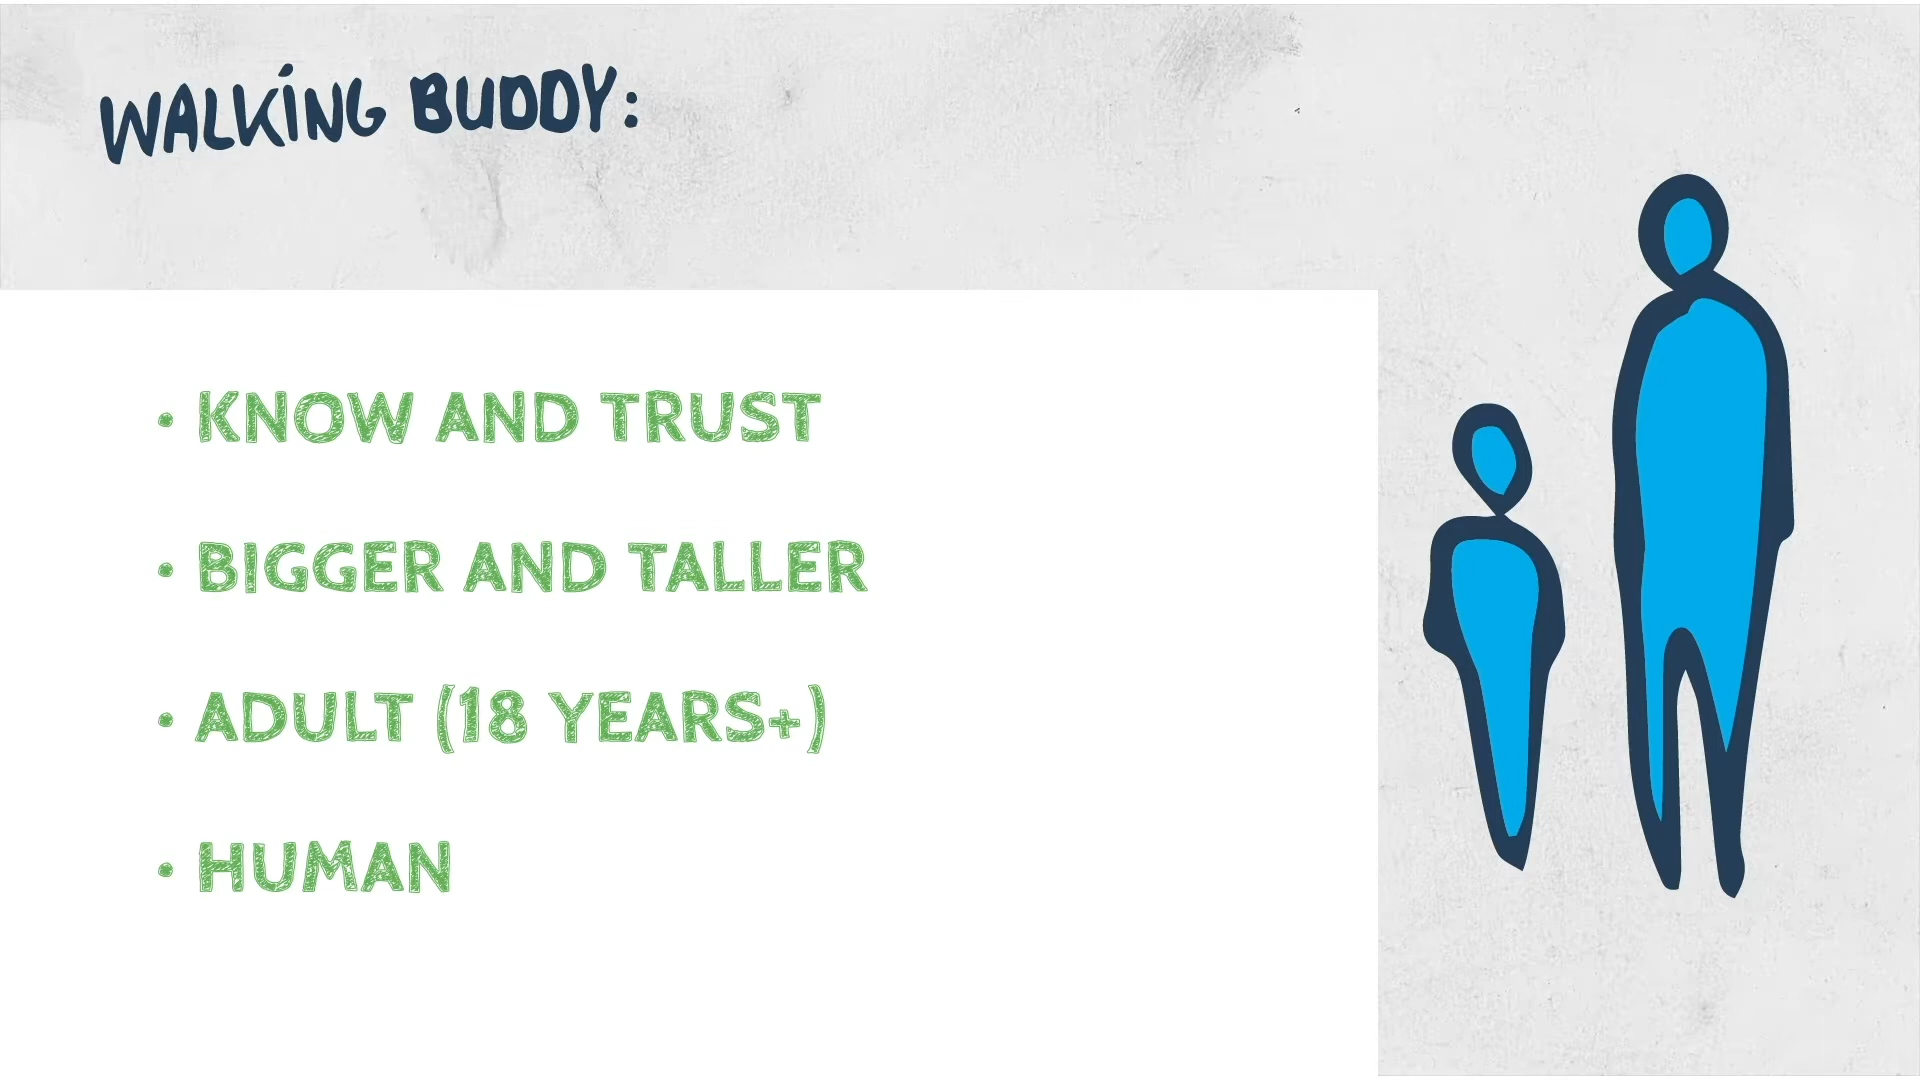 WALKING BUDDY:
• KNOW AND TRUST
• BIGGER AND TALLER
• ADULT (18 YEARS+)
• HUMAN